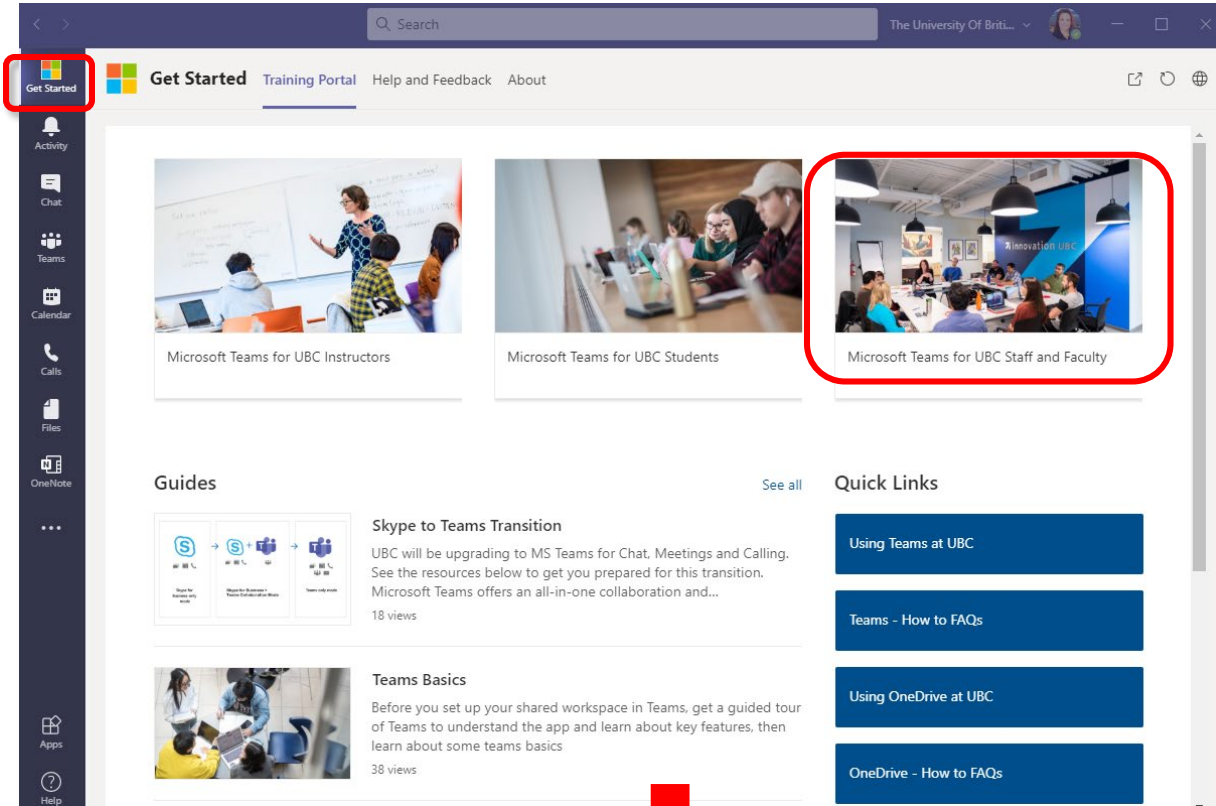 Search
The University Of Briti...
Get Started
Get Started Training Portal Help and Feedback About
Activity
Chat
Teams
Calendar
Calls
Files
OneNote
Apps
Help
innovation UBC
Microsoft Teams for UBC Instructors
Microsoft Teams for UBC Students
Microsoft Teams for UBC Staff and Faculty
Guides
See all
Skype to Teams Transition
UBC will be upgrading to MS Teams for Chat, Meetings and Calling.
See the resources below to get you prepared for this transition.
Microsoft Teams offers an all-in-one collaboration and...
18 views
Teams Basics
Before you set up your shared workspace in Teams, get a guided tour
of Teams to understand the app and learn about key features, then
learn about some teams basics
38 views
Quick Links
Using Teams at UBC
Teams - How to FAQs
Using OneDrive at UBC
OneDrive - How to FAQs